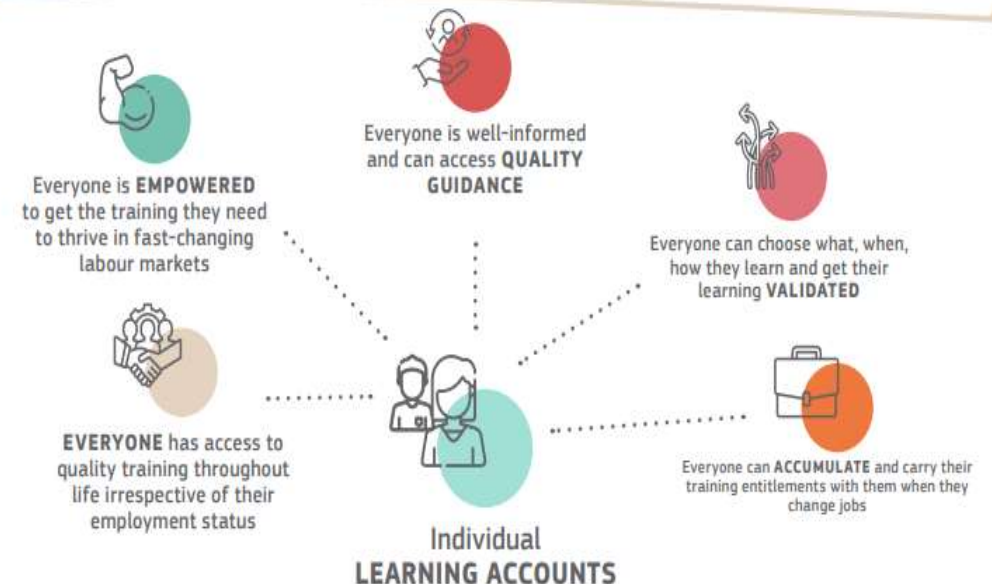 Everyone is EMPOWERED
to get the training they need
to thrive in fast-changing
labour markets
Everyone is well-informed
and can access QUALITY
GUIDANCE
Everyone can choose what, when,
how they learn and get their
learning VALIDATED
EVERYONE has access to
quality training throughout
life irrespective of their
employment status
Everyone can ACCUMULATE and carry their
training entitlements with them when they
change jobs
Individual
LEARNING ACCOUNTS